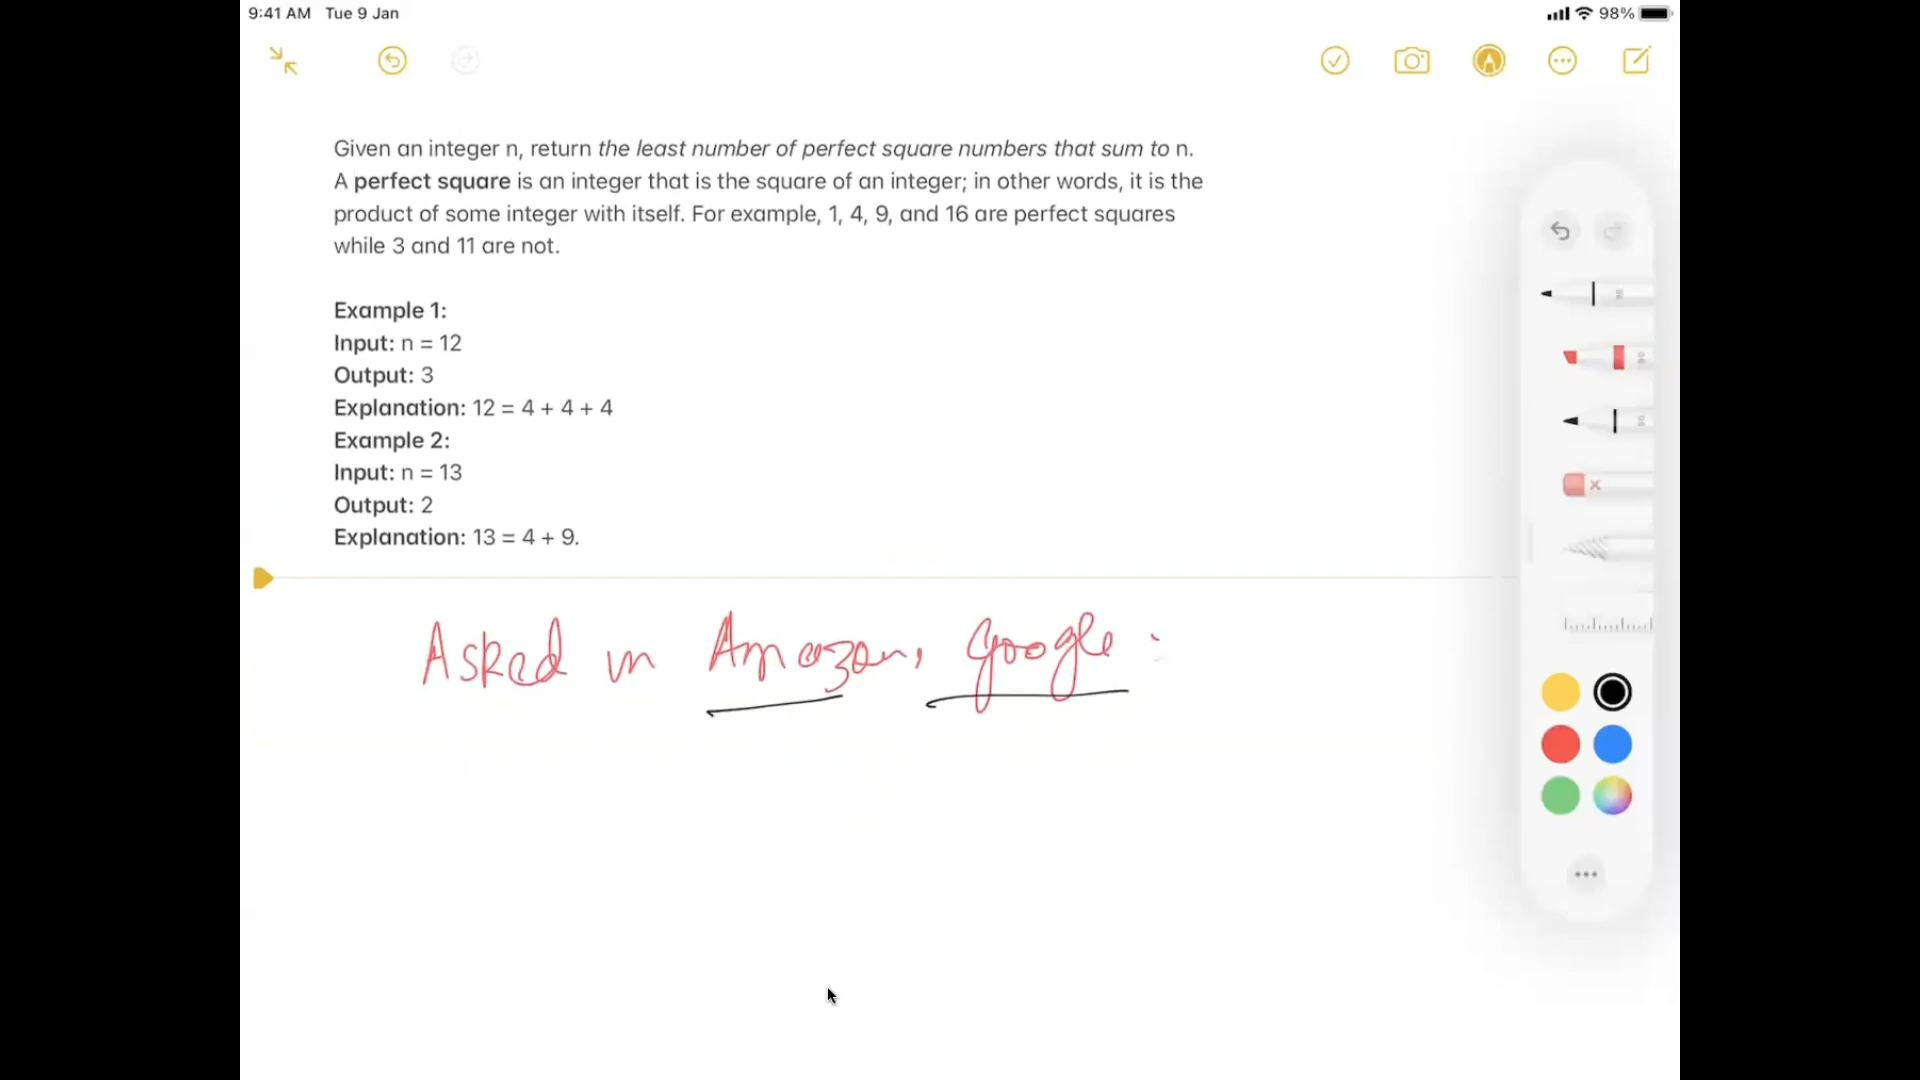 9:41 AM Tue 9 Jan 98%
Given an integer n, return the least number of perfect square numbers that sum to n.
A perfect square is an integer that is the square of an integer; in other words, it is the
product of some integer with itself. For example, 1, 4, 9, and 16 are perfect squares
while 3 and 11 are not.
Example 1:
Input: n = 12
Output: 3
Explanation: 12 = 4 + 4 + 4
Example 2:
Input: n = 13
Output: 2
Explanation: 13 = 4 + 9.
Asked in Amazon, Google :